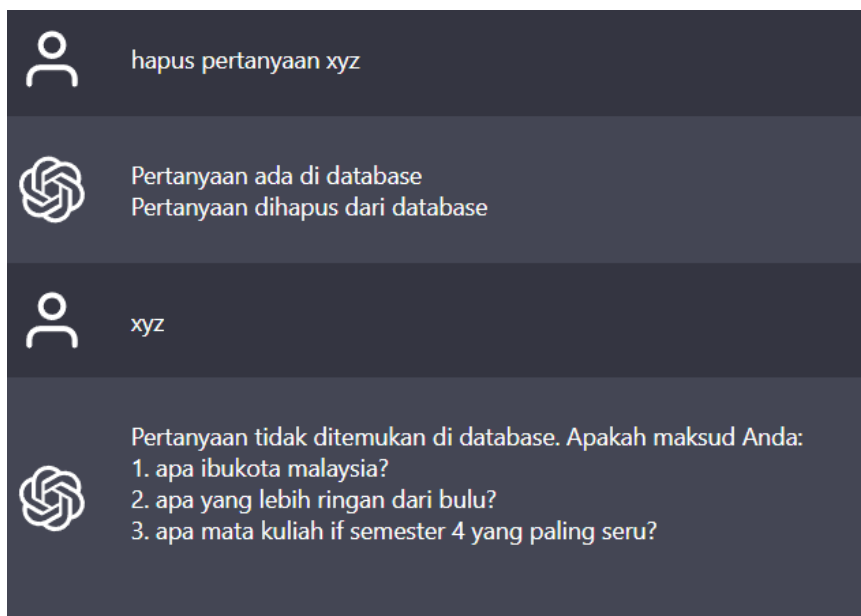 hapus pertanyaan xyz
Pertanyaan ada di database
Pertanyaan dihapus dari database
xyz
Pertanyaan tidak ditemukan di database. Apakah maksud Anda:
1. apa ibukota malaysia?
2. apa yang lebih ringan dari bulu?
3. apa mata kuliah if semester 4 yang paling seru?